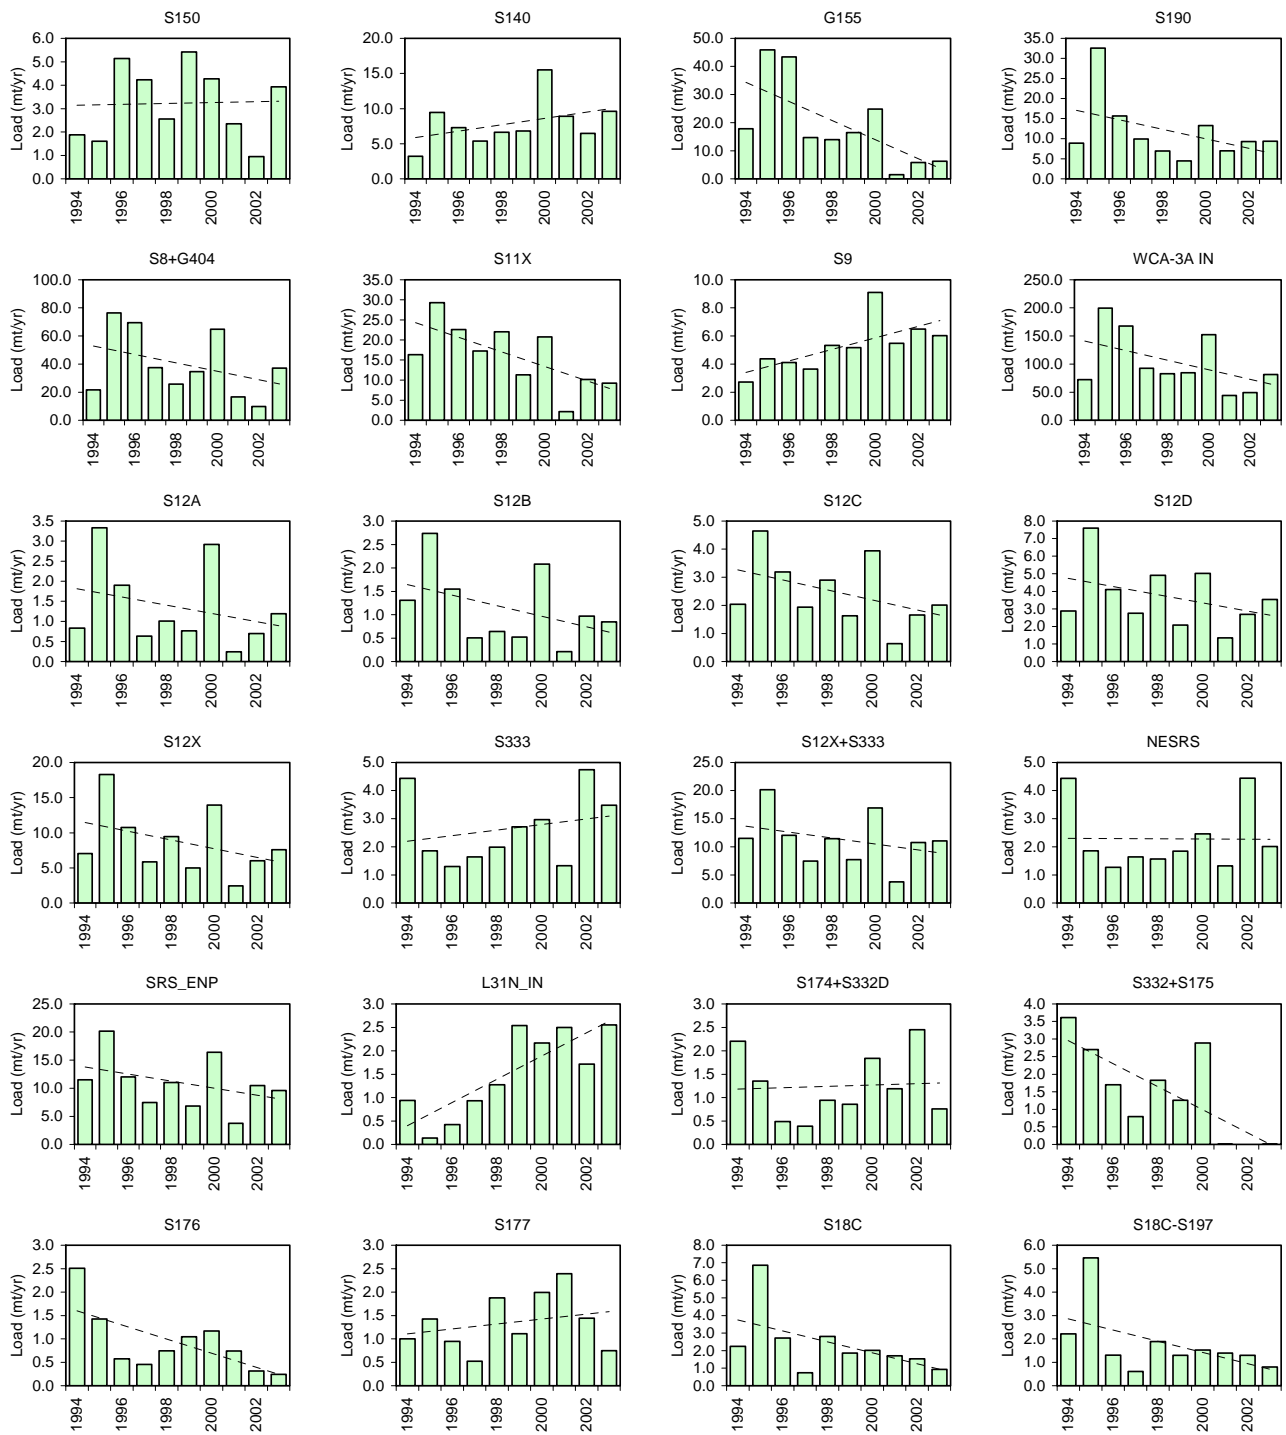 S150
Load (mt/yr)
6.0
5.0
4.0
3.0
2.0
1.0
0.0
1994 1996 1998 2000 2002
S140
Load (mt/yr)
20.0
15.0
10.0
5.0
0.0
1994 1996 1998 2000 2002
G155
Load (mt/yr)
50.0
40.0
30.0
20.0
10.0
0.0
1994 1996 1998 2000 2002
S190
Load (mt/yr)
35.0
30.0
25.0
20.0
15.0
10.0
5.0
0.0
1994 1996 1998 2000 2002
S8+G404
Load (mt/yr)
100.0
80.0
60.0
40.0
20.0
0.0
1994 1996 1998 2000 2002
S11X
Load (mt/yr)
35.0
30.0
25.0
20.0
15.0
10.0
5.0
0.0
1994 1996 1998 2000 2002
S9
Load (mt/yr)
10.0
8.0
6.0
4.0
2.0
0.0
1994 1996 1998 2000 2002
WCA-3A IN
Load (mt/yr)
250.0
200.0
150.0
100.0
50.0
0.0
1994 1996 1998 2000 2002
S12A
Load (mt/yr)
3.5
3.0
2.5
2.0
1.5
1.0
0.5
0.0
1994 1996 1998 2000 2002
S12B
Load (mt/yr)
3.0
2.5
2.0
1.5
1.0
0.5
0.0
1994 1996 1998 2000 2002
S12C
Load (mt/yr)
5.0
4.0
3.0
2.0
1.0
0.0
1994 1996 1998 2000 2002
S12D
Load (mt/yr)
8.0
7.0
6.0
5.0
4.0
3.0
2.0
1.0
0.0
1994 1996 1998 2000 2002
S12X
Load (mt/yr)
20.0
15.0
10.0
5.0
0.0
1994 1996 1998 2000 2002
S333
Load (mt/yr)
5.0
4.0
3.0
2.0
1.0
0.0
1994 1996 1998 2000 2002
S12X+S333
Load (mt/yr)
25.0
20.0
15.0
10.0
5.0
0.0
1994 1996 1998 2000 2002
NESRS
Load (mt/yr)
5.0
4.0
3.0
2.0
1.0
0.0
1994 1996 1998 2000 2002
SRS_ENP
Load (mt/yr)
25.0
20.0
15.0
10.0
5.0
0.0
1994 1996 1998 2000 2002
L31N_IN
Load (mt/yr)
3.0
2.5
2.0
1.5
1.0
0.5
0.0
1994 1996 1998 2000 2002
S174+S332D
Load (mt/yr)
3.0
2.5
2.0
1.5
1.0
0.5
0.0
1994 1996 1998 2000 2002
S332+S175
Load (mt/yr)
4.0
3.5
3.0
2.5
2.0
1.5
1.0
0.5
0.0
1994 1996 1998 2000 2002
S176
Load (mt/yr)
3.0
2.5
2.0
1.5
1.0
0.5
0.0
1994 1996 1998 2000 2002
S177
Load (mt/yr)
3.0
2.5
2.0
1.5
1.0
0.5
0.0
1994 1996 1998 2000 2002
S18C
Load (mt/yr)
8.0
7.0
6.0
5.0
4.0
3.0
2.0
1.0
0.0
1994 1996 1998 2000 2002
S18C-S197
Load (mt/yr)
6.0
5.0
4.0
3.0
2.0
1.0
0.0
1994 1996 1998 2000 2002